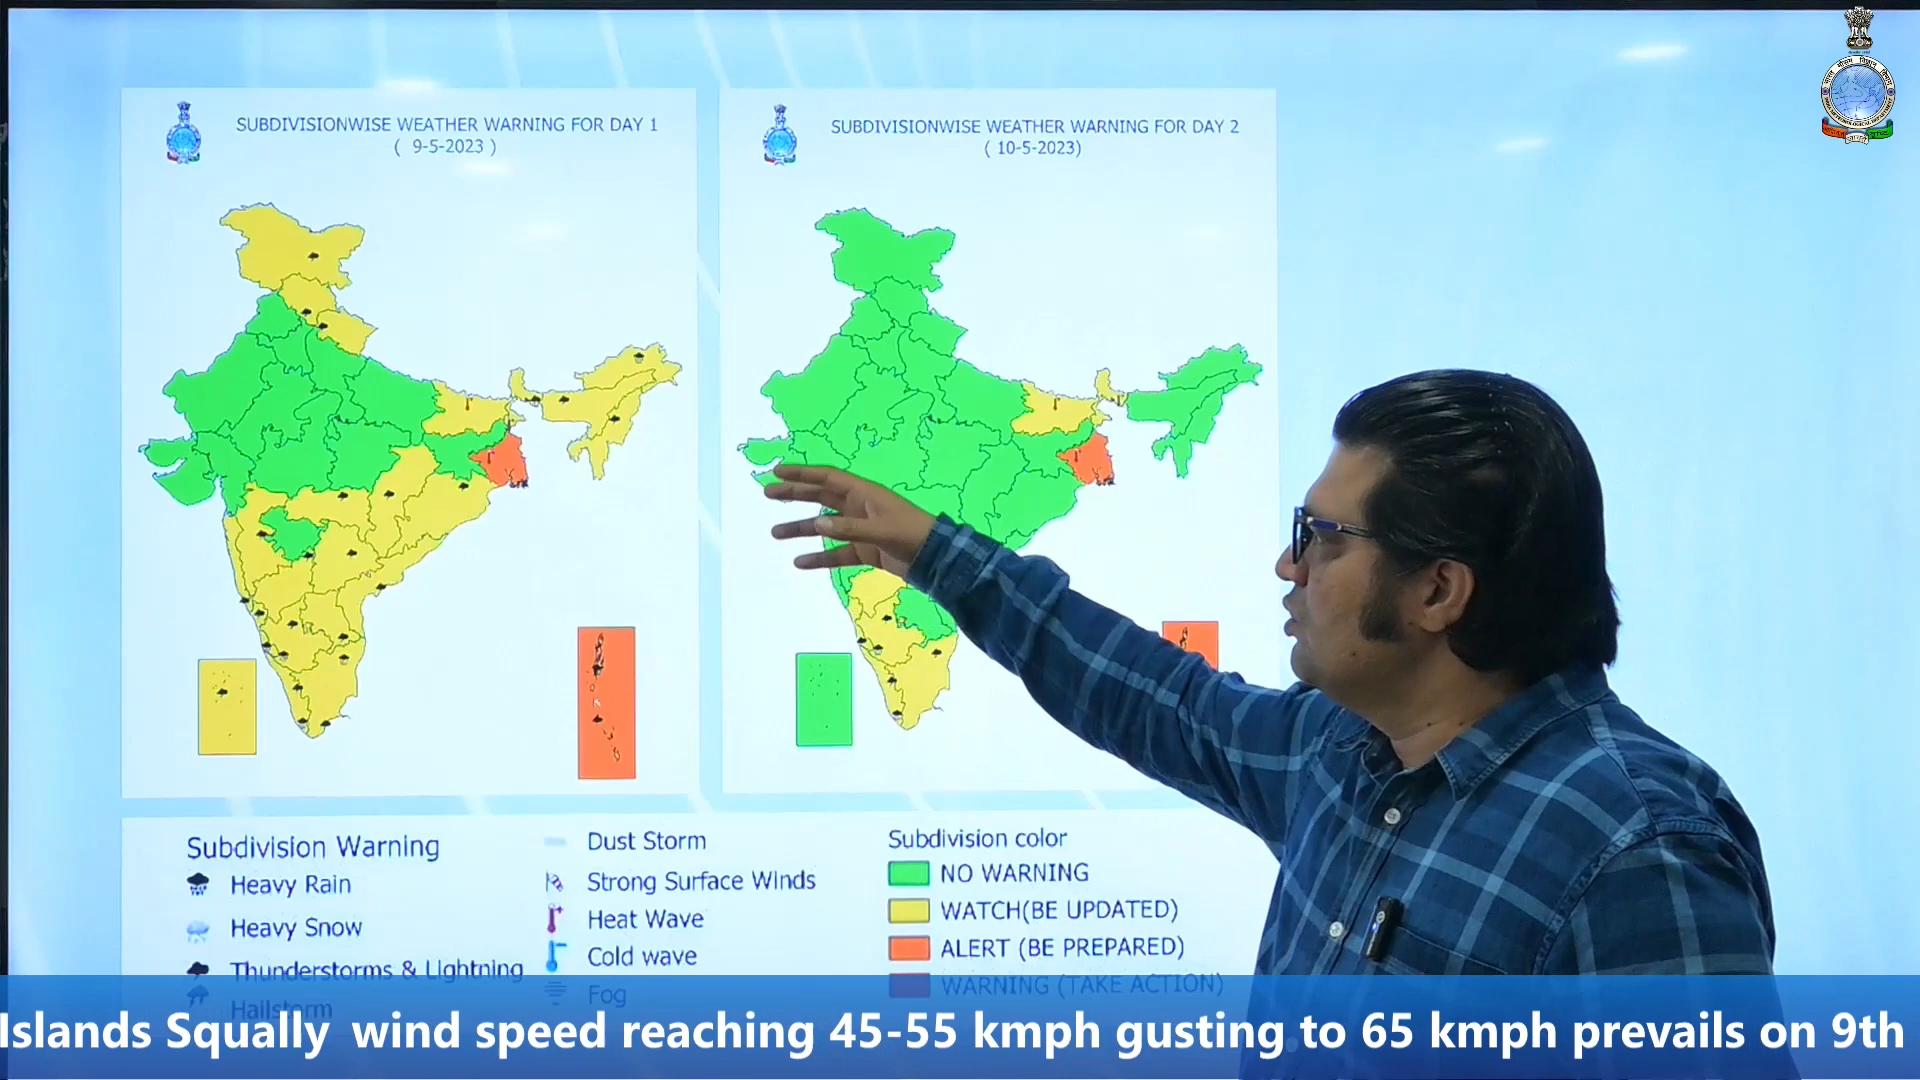 SUBDIVISIONWISE WEATHER WARNING FOR DAY 1
( 9-5-2023 )
SUBDIVISIONWISE WEATHER WARNING FOR DAY 2
( 10-5-2023)
Subdivision Warning
Heavy Rain
Heavy Snow
Thunderstorms & Lightning
Hailstorm
Dust Storm
Strong Surface Winds
Heat Wave
Cold wave
Fog
Subdivision color
NO WARNING
WATCH(BE UPDATED)
ALERT (BE PREPARED)
WARNING (TAKE ACTION)
Islands Squally wind speed reaching 45-55 kmph gusting to 65 kmph prevails on 9th